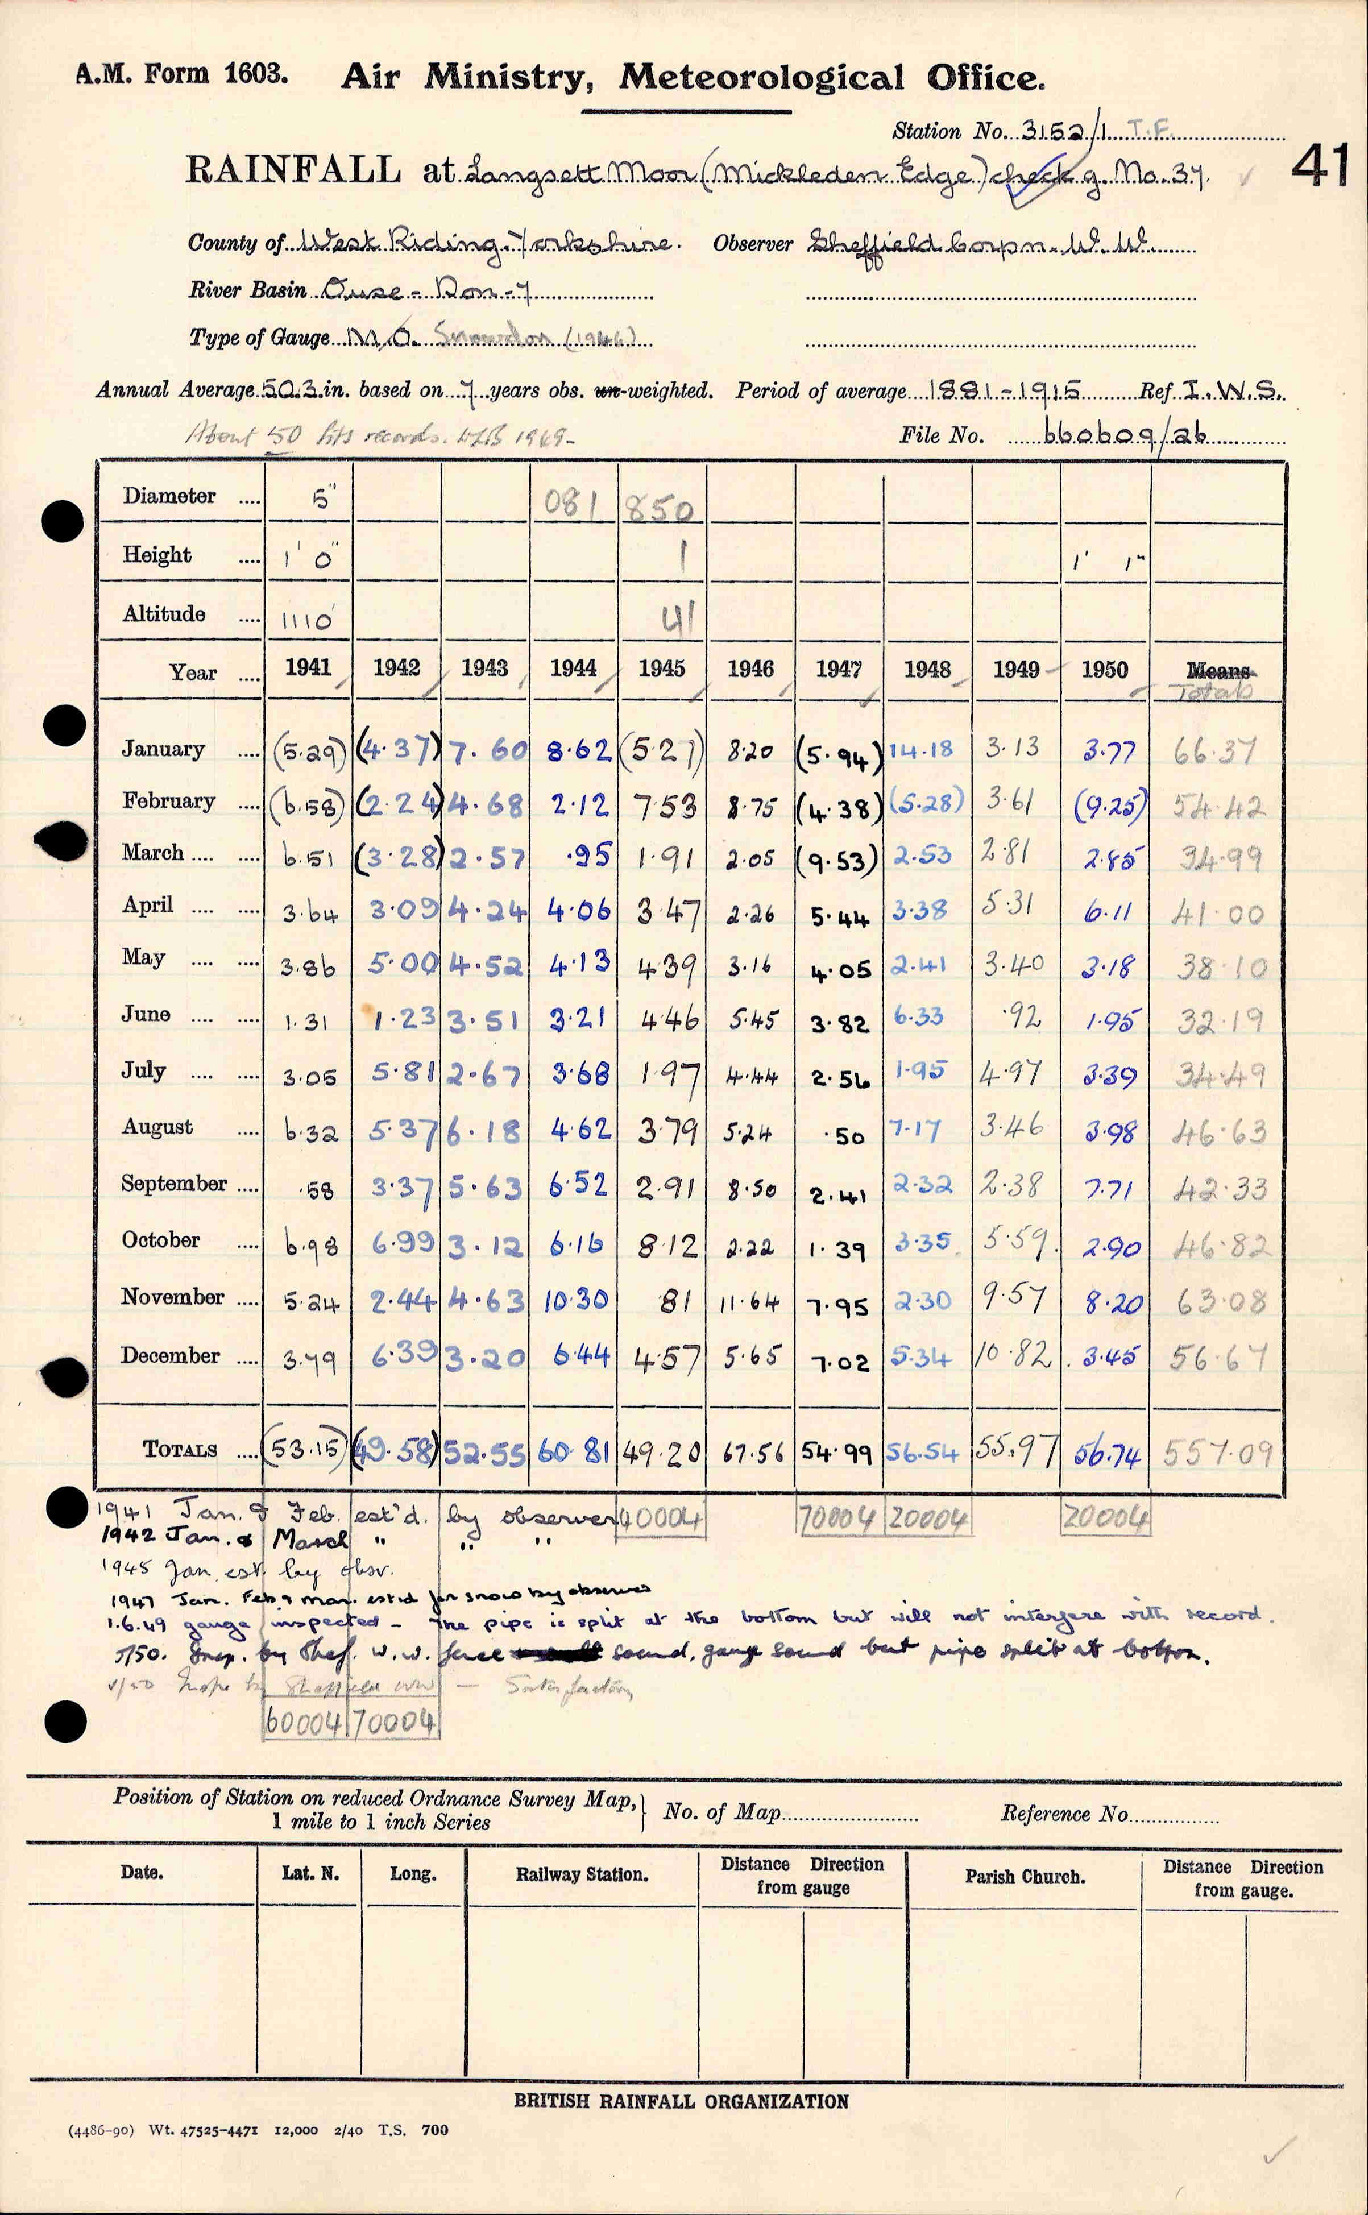 A.M. Form 1603. Air Ministry, Meteorological Office.
Station No. 3152/1 T.F.
41
RAINFALL at Langsett Moor (Mickleden Edge) check g. No. 37
County of West Riding, Yorkshire. Observer Sheffield Corpn. W. W.
River Basin Ouse - Don - 7
Type of Gauge M.O. Snowdon (1946)
Annual Average 50.3 in. based on 7 years obs. un-weighted. Period of average 1881-1915 Ref I.W.S.
About 50 fits records. 1969
File No. 660609/26
Diameter .... 5" 081 850
Height .... 1' 0" 1 1' 1"
Altitude .... 1110' 41
Year .... 1941 1942 1943 1944 1945 1946 1947 1948 1949 1950 Means
Totals
January .... (5.29) (4.37) 7.60 8.62 (5.27) 8.20 (5.94) 14.18 3.13 3.77 66.37
February .... (6.58) (2.24) 4.68 2.12 7.53 8.75 (4.38) (5.28) 3.61 (9.25) 54.42
March .... .... 6.51 (3.28) 2.57 .95 1.91 2.05 (9.53) 2.53 2.81 2.85 34.99
April .... .... 3.64 3.09 4.24 4.06 3.47 2.26 5.44 3.38 5.31 6.11 41.00
May .... .... 3.86 5.00 4.52 4.13 4.39 3.16 4.05 2.41 3.40 3.18 38.10
June .... .... 1.31 1.23 3.51 3.21 4.46 5.45 3.82 6.33 .92 1.95 32.19
July .... .... 3.05 5.81 2.67 3.68 1.97 4.44 2.56 1.95 4.97 3.39 34.49
August .... 6.32 5.37 6.18 4.62 3.79 5.24 .50 7.17 3.46 3.98 46.63
September .... .58 3.37 5.63 6.52 2.91 8.50 2.41 2.32 2.38 7.71 42.33
October .... 6.98 6.99 3.12 6.16 8.12 2.22 1.39 3.35 5.59 2.90 46.82
November .... 5.24 2.44 4.63 10.30 81 11.64 7.95 2.30 9.57 8.20 63.08
December .... 3.79 6.39 3.20 6.44 4.57 5.65 7.02 5.34 10.82 3.45 56.67
TOTALS .... (53.15) (49.58) 52.55 60.81 49.20 67.56 54.99 56.54 55.97 56.74 557.09
40004 70004 20004 20004
1941 Jan. & Feb. est'd. by observer
1942 Jan. & March " " "
1945 Jan. est. by obsr.
1947 Jan. Feb & Mar. estd for snow by observer
1.6.49 gauge inspected - The pipe is split at the bottom but will not interfere with record.
5/50. Insp. by Shef. W.W. fence sound, gauge sound but pipe split at bottom.
Insp by Sheffield WW - Satisfactory
60004 70004
Position of Station on reduced Ordnance Survey Map, 1 mile to 1 inch Series } No. of Map Reference No.
Date. Lat. N. Long. Railway Station. Distance Direction from gauge Parish Church. Distance Direction from gauge.
BRITISH RAINFALL ORGANIZATION
(4486-90) Wt. 47525-4471 12,000 2/40 T.S. 700